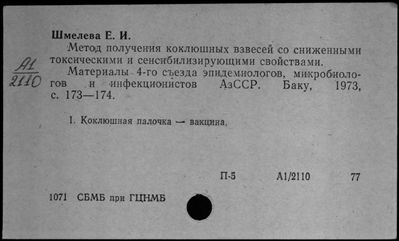 Шмелева Е. И.
Метод получения коклюшных взвесей со сниженными
токсическими и сенсибилизирующими свойствами.
Материалы 4-го съезда эпидемиологов, микробиоло-
гов и инфекционистов АзССР. Баку, 1973,
с. 173—174.
А1
2110
I. Коклюшная палочка — вакцина.
П-5 А1/2110 77
1071 СБМБ при ГЦНМБ